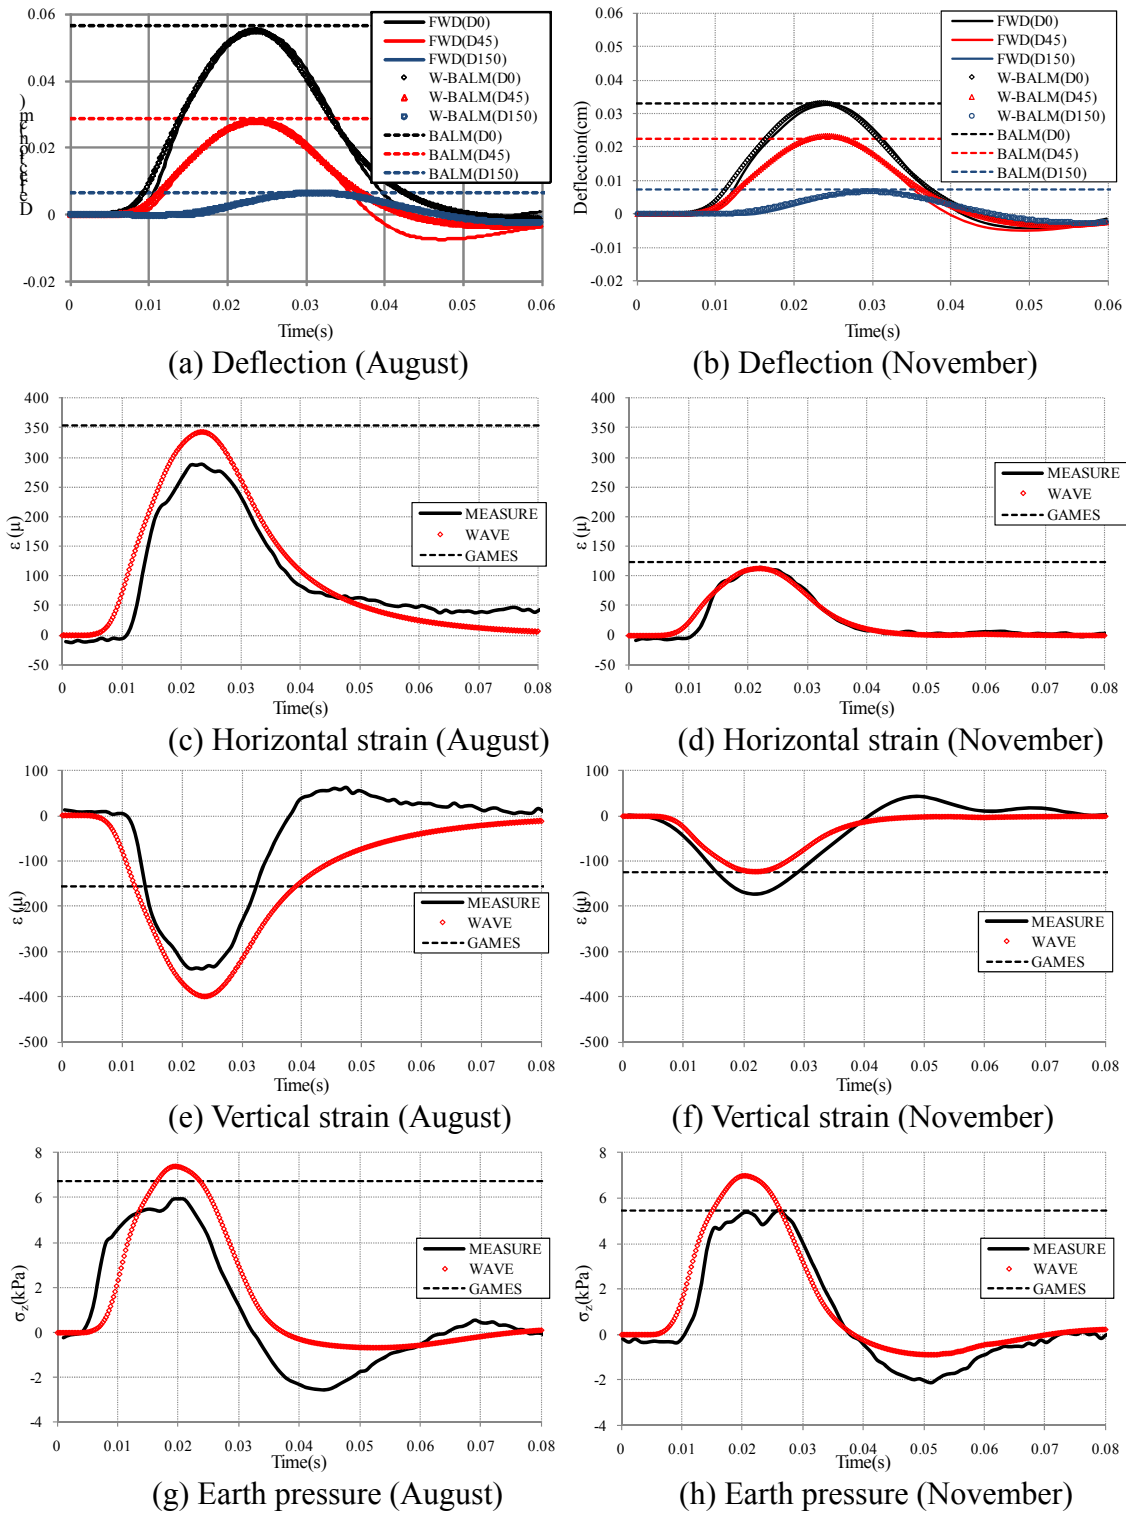 0.06
0.04
0.02
0
-0.02
Deflection(cm)
0
0.01
0.02
0.03
0.04
0.05
0.06
Time(s)
FWD(D0)
FWD(D45)
FWD(D150)
W-BALM(D0)
W-BALM(D45)
W-BALM(D150)
BALM(D0)
BALM(D45)
BALM(D150)
(a) Deflection (August)
0.06
0.05
0.04
0.03
0.02
0.01
0
-0.01
-0.02
Deflection(cm)
0
0.01
0.02
0.03
0.04
0.05
0.06
Time(s)
FWD(D0)
FWD(D45)
FWD(D150)
W-BALM(D0)
W-BALM(D45)
W-BALM(D150)
BALM(D0)
BALM(D45)
BALM(D150)
(b) Deflection (November)
400
350
300
250
200
150
100
50
0
-50
ε (μ)
0
0.01
0.02
0.03
0.04
0.05
0.06
0.07
0.08
Time(s)
MEASURE
WAVE
GAMES
(c) Horizontal strain (August)
400
350
300
250
200
150
100
50
0
-50
ε (μ)
0
0.01
0.02
0.03
0.04
0.05
0.06
0.07
0.08
Time(s)
MEASURE
WAVE
GAMES
(d) Horizontal strain (November)
100
0
-100
-200
-300
-400
-500
ε (μ)
0
0.01
0.02
0.03
0.04
0.05
0.06
0.07
0.08
Time(s)
MEASURE
WAVE
GAMES
(e) Vertical strain (August)
100
0
-100
-200
-300
-400
-500
ε (μ)
0
0.01
0.02
0.03
0.04
0.05
0.06
0.07
0.08
Time(s)
MEASURE
WAVE
GAMES
(f) Vertical strain (November)
8
6
4
2
0
-2
-4
σz(kPa)
0
0.01
0.02
0.03
0.04
0.05
0.06
0.07
0.08
Time(s)
MEASURE
WAVE
GAMES
(g) Earth pressure (August)
8
6
4
2
0
-2
-4
σz(kPa)
0
0.01
0.02
0.03
0.04
0.05
0.06
0.07
0.08
Time(s)
MEASURE
WAVE
GAMES
(h) Earth pressure (November)